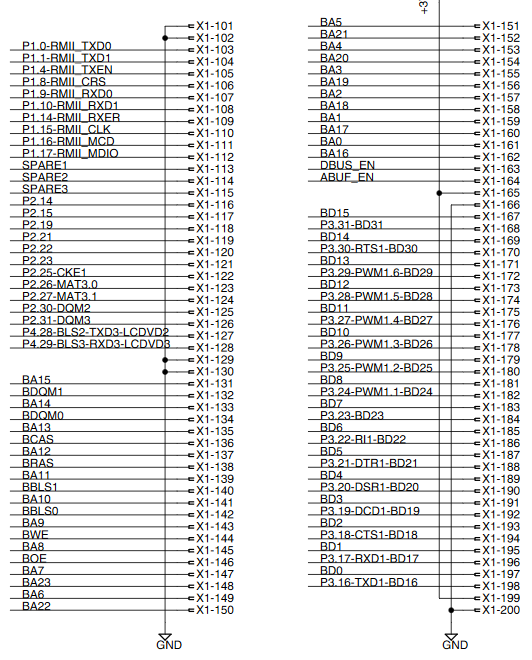 +3
X1-101
X1-102
P1.0-RMII_TXD0 X1-103
P1.1-RMII_TXD1 X1-104
P1.4-RMII_TXEN X1-105
P1.8-RMII_CRS X1-106
P1.9-RMII_RXD0 X1-107
P1.10-RMII_RXD1 X1-108
P1.14-RMII_RXER X1-109
P1.15-RMII_CLK X1-110
P1.16-RMII_MCD X1-111
P1.17-RMII_MDIO X1-112
SPARE1 X1-113
SPARE2 X1-114
SPARE3 X1-115
P2.14 X1-116
P2.15 X1-117
P2.19 X1-118
P2.21 X1-119
P2.22 X1-120
P2.23 X1-121
P2.25-CKE1 X1-122
P2.26-MAT3.0 X1-123
P2.27-MAT3.1 X1-124
P2.30-DQM2 X1-125
P2.31-DQM3 X1-126
P4.28-BLS2-TXD3-LCDVD2 X1-127
P4.29-BLS3-RXD3-LCDVD3 X1-128
X1-129
X1-130
BA15 X1-131
BDQM1 X1-132
BA14 X1-133
BDQM0 X1-134
BA13 X1-135
BCAS X1-136
BA12 X1-137
BRAS X1-138
BA11 X1-139
BBLS1 X1-140
BA10 X1-141
BBLS0 X1-142
BA9 X1-143
BWE X1-144
BA8 X1-145
BOE X1-146
BA7 X1-147
BA23 X1-148
BA6 X1-149
BA22 X1-150
GND
BA5 X1-151
BA21 X1-152
BA4 X1-153
BA20 X1-154
BA3 X1-155
BA19 X1-156
BA2 X1-157
BA18 X1-158
BA1 X1-159
BA17 X1-160
BA0 X1-161
BA16 X1-162
DBUS_EN X1-163
ABUF_EN X1-164
X1-165
X1-166
BD15 X1-167
P3.31-BD31 X1-168
BD14 X1-169
P3.30-RTS1-BD30 X1-170
BD13 X1-171
P3.29-PWM1.6-BD29 X1-172
BD12 X1-173
P3.28-PWM1.5-BD28 X1-174
BD11 X1-175
P3.27-PWM1.4-BD27 X1-176
BD10 X1-177
P3.26-PWM1.3-BD26 X1-178
BD9 X1-179
P3.25-PWM1.2-BD25 X1-180
BD8 X1-181
P3.24-PWM1.1-BD24 X1-182
BD7 X1-183
P3.23-BD23 X1-184
BD6 X1-185
P3.22-RI1-BD22 X1-186
BD5 X1-187
P3.21-DTR1-BD21 X1-188
BD4 X1-189
P3.20-DSR1-BD20 X1-190
BD3 X1-191
P3.19-DCD1-BD19 X1-192
BD2 X1-193
P3.18-CTS1-BD18 X1-194
BD1 X1-195
P3.17-RXD1-BD17 X1-196
BD0 X1-197
P3.16-TXD1-BD16 X1-198
X1-199
X1-200
GND